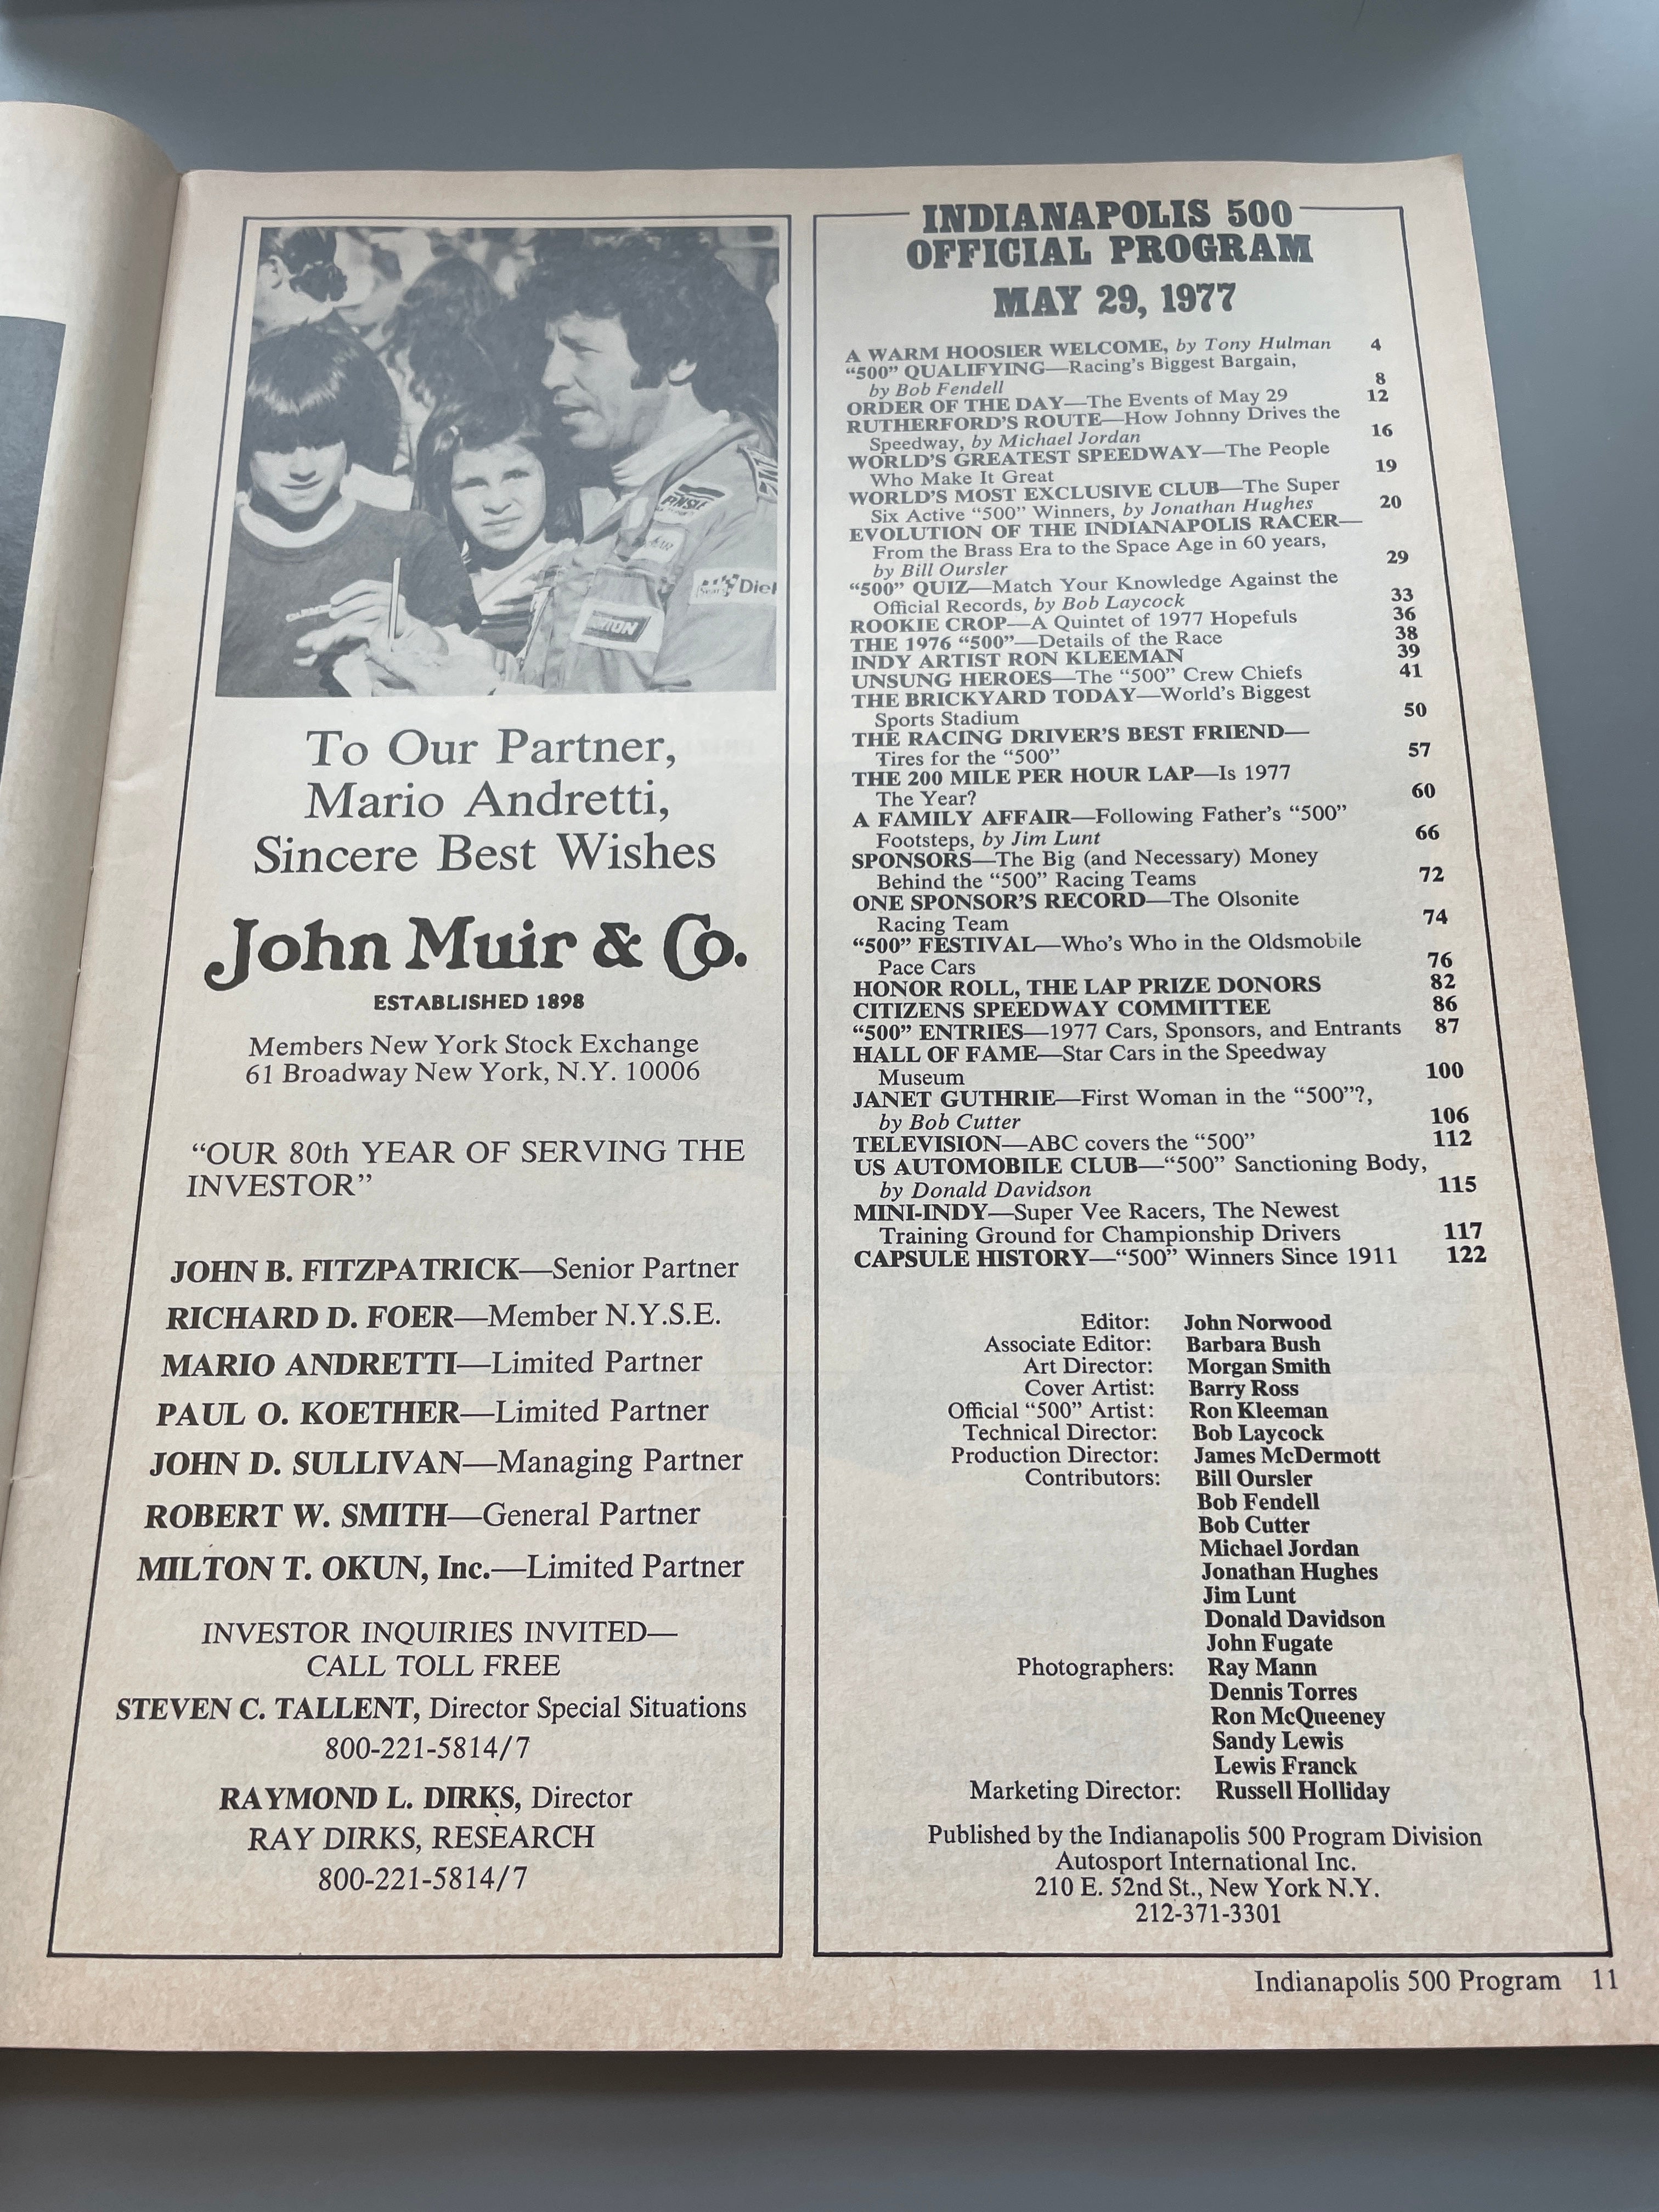 To Our Partner,
Mario Andretti,
Sincere Best Wishes
John Muir & Co.
ESTABLISHED 1898
Members New York Stock Exchange
61 Broadway New York, N.Y. 10006
“OUR 80th YEAR OF SERVING THE
INVESTOR”
JOHN B. FITZPATRICK—Senior Partner
RICHARD D. FOER—Member N.Y.S.E.
MARIO ANDRETTI—Limited Partner
PAUL O. KOETHER—Limited Partner
JOHN D. SULLIVAN—Managing Partner
ROBERT W. SMITH—General Partner
MILTON T. OKUN, Inc.—Limited Partner
INVESTOR INQUIRIES INVITED—
CALL TOLL FREE
STEVEN C. TALLENT, Director Special Situations
800-221-5814/7
RAYMOND L. DIRKS, Director
RAY DIRKS, RESEARCH
800-221-5814/7
INDIANAPOLIS 500
OFFICIAL PROGRAM
MAY 29, 1977
A WARM HOOSIER WELCOME, by Tony Hulman 4
“500” QUALIFYING—Racing's Biggest Bargain,
by Bob Fendell 8
ORDER OF THE DAY—The Events of May 29 12
RUTHERFORD'S ROUTE—How Johnny Drives the
Speedway, by Michael Jordan 16
WORLD'S GREATEST SPEEDWAY—The People
Who Make It Great 19
WORLD'S MOST EXCLUSIVE CLUB—The Super
Six Active “500” Winners, by Jonathan Hughes 20
EVOLUTION OF THE INDIANAPOLIS RACER—
From the Brass Era to the Space Age in 60 years,
by Bill Oursler 29
“500” QUIZ—Match Your Knowledge Against the
Official Records, by Bob Laycock 33
ROOKIE CROP—A Quintet of 1977 Hopefuls 36
THE 1976 “500”—Details of the Race 38
INDY ARTIST RON KLEEMAN 39
UNSUNG HEROES—The “500” Crew Chiefs 41
THE BRICKYARD TODAY—World's Biggest
Sports Stadium 50
THE RACING DRIVER'S BEST FRIEND—
Tires for the “500” 57
THE 200 MILE PER HOUR LAP—Is 1977
The Year? 60
A FAMILY AFFAIR—Following Father's “500”
Footsteps, by Jim Lunt 66
SPONSORS—The Big (and Necessary) Money
Behind the “500” Racing Teams 72
ONE SPONSOR'S RECORD—The Olsonite
Racing Team 74
“500” FESTIVAL—Who's Who in the Oldsmobile
Pace Cars 76
HONOR ROLL, THE LAP PRIZE DONORS 82
CITIZENS SPEEDWAY COMMITTEE 86
“500” ENTRIES—1977 Cars, Sponsors, and Entrants 87
HALL OF FAME—Star Cars in the Speedway
Museum 100
JANET GUTHRIE—First Woman in the “500”?,
by Bob Cutter 106
TELEVISION—ABC covers the “500” 112
US AUTOMOBILE CLUB—“500” Sanctioning Body,
by Donald Davidson 115
MINI-INDY—Super Vee Racers, The Newest
Training Ground for Championship Drivers 117
CAPSULE HISTORY—“500” Winners Since 1911 122
Editor: John Norwood
Associate Editor: Barbara Bush
Art Director: Morgan Smith
Cover Artist: Barry Ross
Official “500” Artist: Ron Kleeman
Technical Director: Bob Laycock
Production Director: James McDermott
Contributors: Bill Oursler
Bob Fendell
Bob Cutter
Michael Jordan
Jonathan Hughes
Jim Lunt
Donald Davidson
John Fugate
Photographers: Ray Mann
Dennis Torres
Ron McQueeney
Sandy Lewis
Lewis Franck
Marketing Director: Russell Holliday
Published by the Indianapolis 500 Program Division
Autosport International Inc.
210 E. 52nd St., New York N.Y.
212-371-3301
Indianapolis 500 Program 11